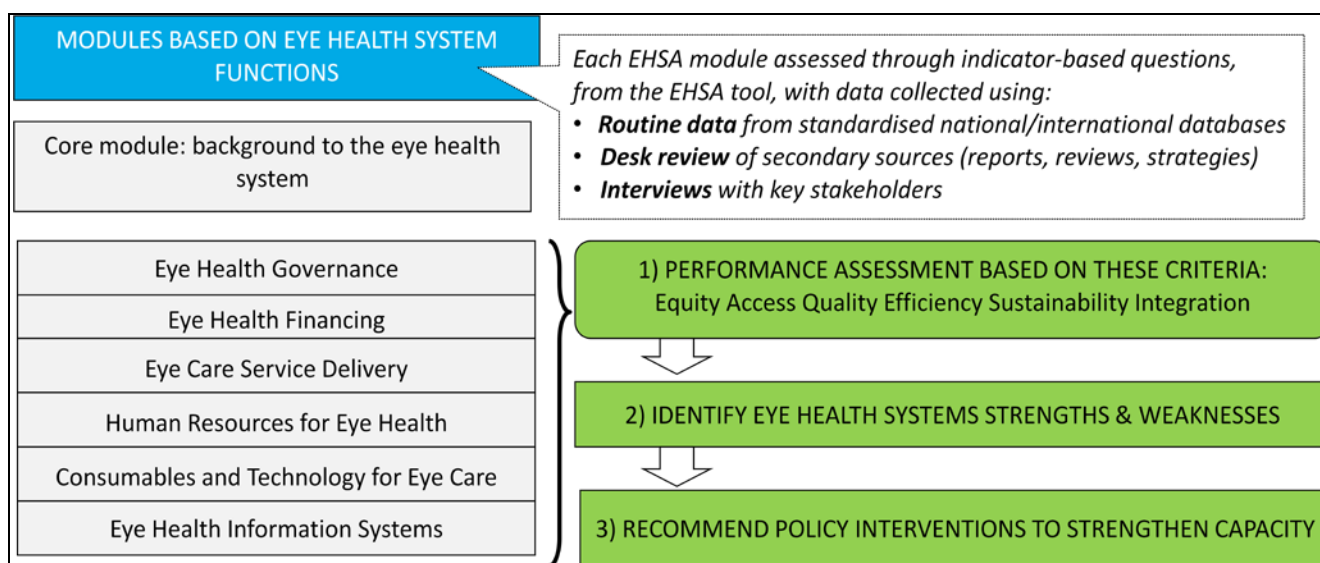 MODULES BASED ON EYE HEALTH SYSTEM
FUNCTIONS
Each EHSA module assessed through indicator-based questions,
from the EHSA tool, with data collected using:
• Routine data from standardised national/international databases
• Desk review of secondary sources (reports, reviews, strategies)
• Interviews with key stakeholders
Core module: background to the eye health
system
Eye Health Governance
Eye Health Financing
Eye Care Service Delivery
Human Resources for Eye Health
Consumables and Technology for Eye Care
Eye Health Information Systems
1) PERFORMANCE ASSESSMENT BASED ON THESE CRITERIA:
Equity Access Quality Efficiency Sustainability Integration
2) IDENTIFY EYE HEALTH SYSTEMS STRENGTHS & WEAKNESSES
3) RECOMMEND POLICY INTERVENTIONS TO STRENGTHEN CAPACITY